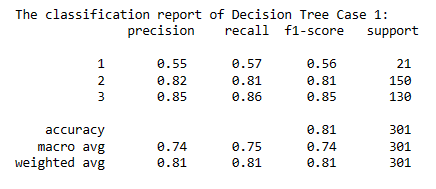 The classification report of Decision Tree Case 1:
precision recall f1-score support
1 0.55 0.57 0.56 21
2 0.82 0.81 0.81 150
3 0.85 0.86 0.85 130
accuracy 0.81 301
macro avg 0.74 0.75 0.74 301
weighted avg 0.81 0.81 0.81 301